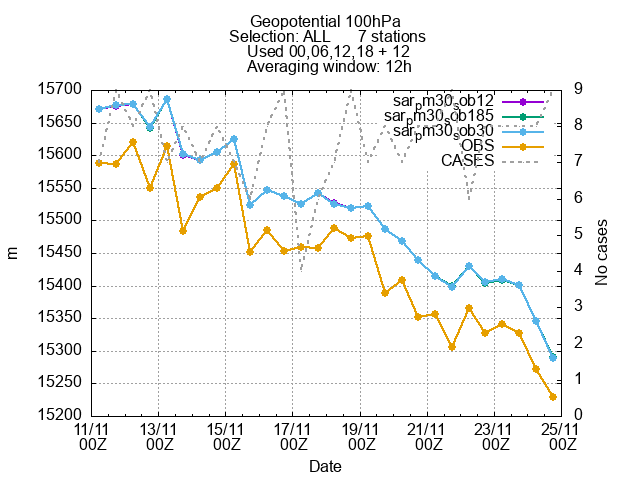 Geopotential 100hPa
Selection: ALL 7 stations
Used 00,06,12,18 + 12
Averaging window: 12h
15700
15650
15600
15550
15500
15450
15400
15350
15300
15250
15200
m
9
8
7
6
5
4
3
2
1
0
No cases
sar_pm30_sob12
sar_pm30_sob185
sar_pm30_sob30
OBS
CASES
11/11 13/11 15/11 17/11 19/11 21/11 23/11 25/11
00Z 00Z 00Z 00Z 00Z 00Z 00Z 00Z
Date